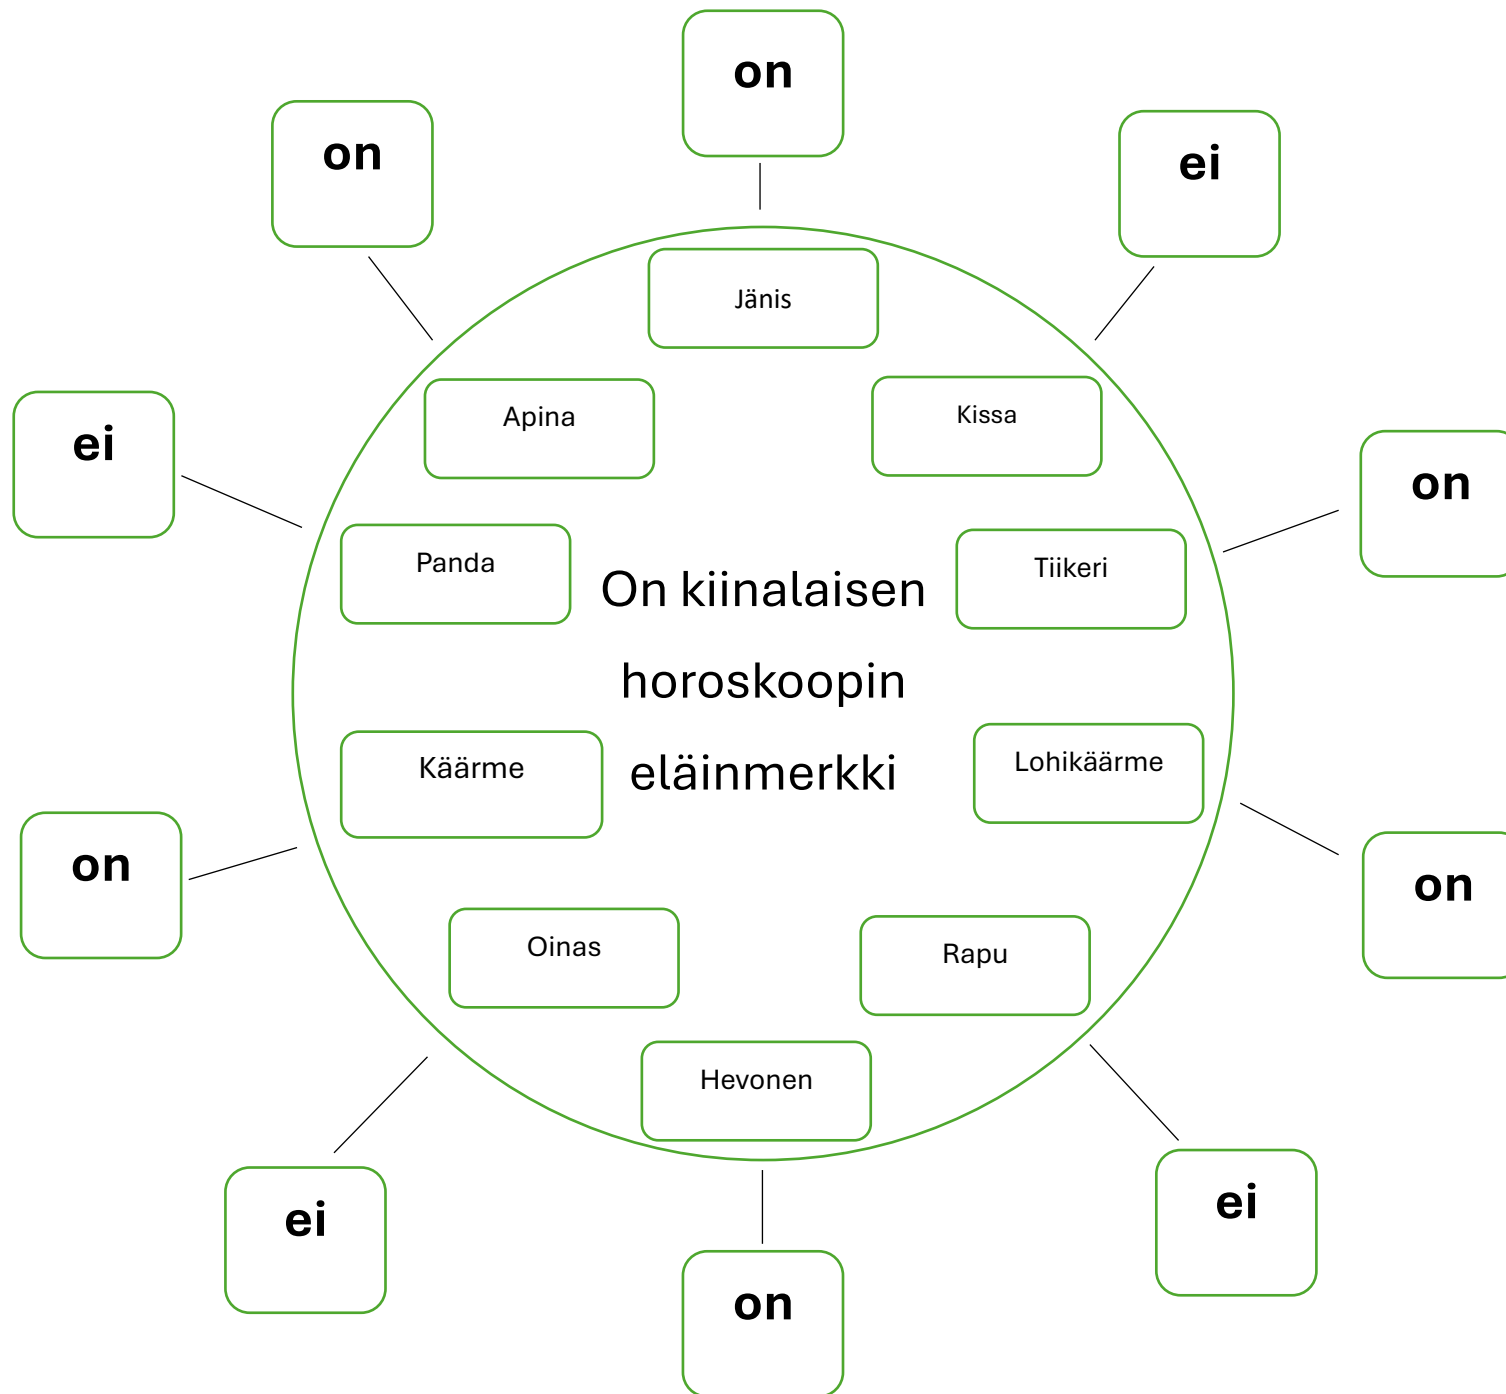 on
on
ei
Jänis
Apina
Kissa
ei
on
Panda
Tiikeri
On kiinalaisen
horoskoopin
eläinmerkki
Käärme
Lohikäärme
on
on
Oinas
Rapu
Hevonen
ei
ei
on